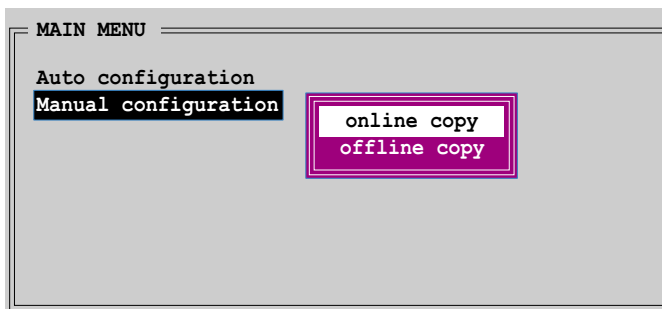 MAIN MENU
Auto configuration
Manual configuration
online copy
offline copy